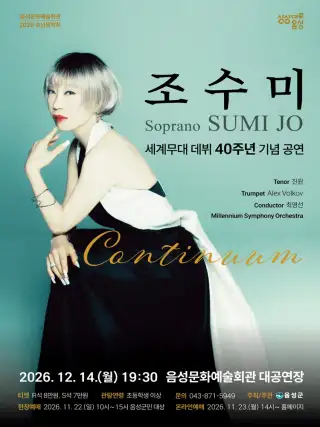 음성문화예술회관
상상대로 음성
조수미
Soprano SUMI JO
세계무대 데뷔 40주년 기념 공연
Tenor 진원
Trumpet Alex Volkov
Conductor 최영선
Millennium Symphony Orchestra
Continuum
2026. 12. 14.(월) 19:30 음성문화예술회관 대공연장
티켓 R석 8만원, S석 7만원 관람연령 초등학생 이상 문의 043-871-5949 주최/주관 음성군
현장예매 2026. 11. 22.(일) 10시~15시 음성군민 대상 온라인예매 2026. 11. 23.(월) 14시~ 홈페이지